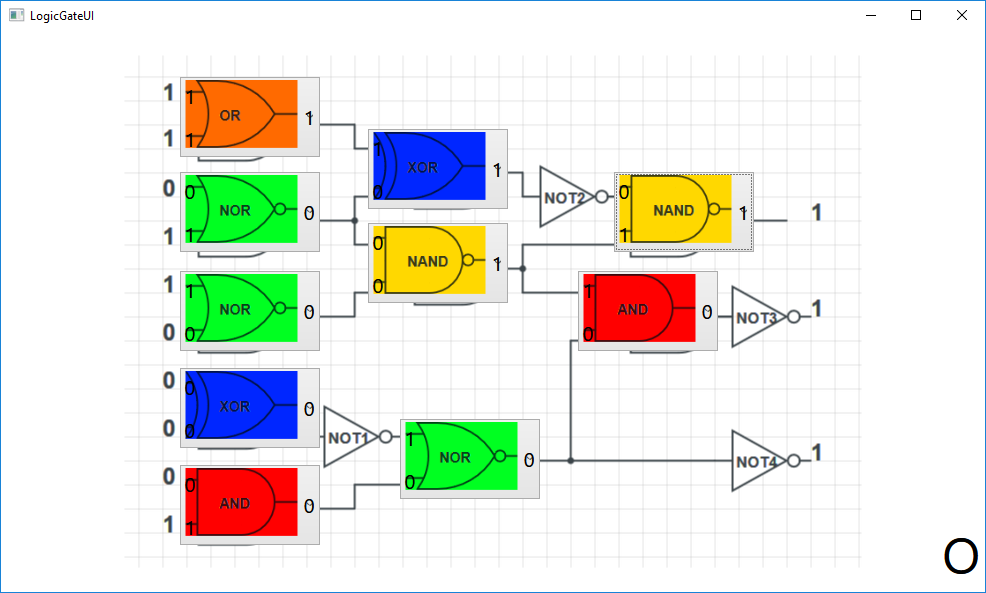 LogicGateUI
1 1 OR 1
1 1
1 XOR 1
0 0 NOR 0
0 NOT2 0 NAND 1 1
1 1 1
0 NAND 1
0
1 1 NOR 0
0 0
1 AND 0 NOT3 1
0
0 0 XOR 0
0 0
NOT1 1 NOR 0 NOT4 1
0
0 0 AND 0
1 1
O